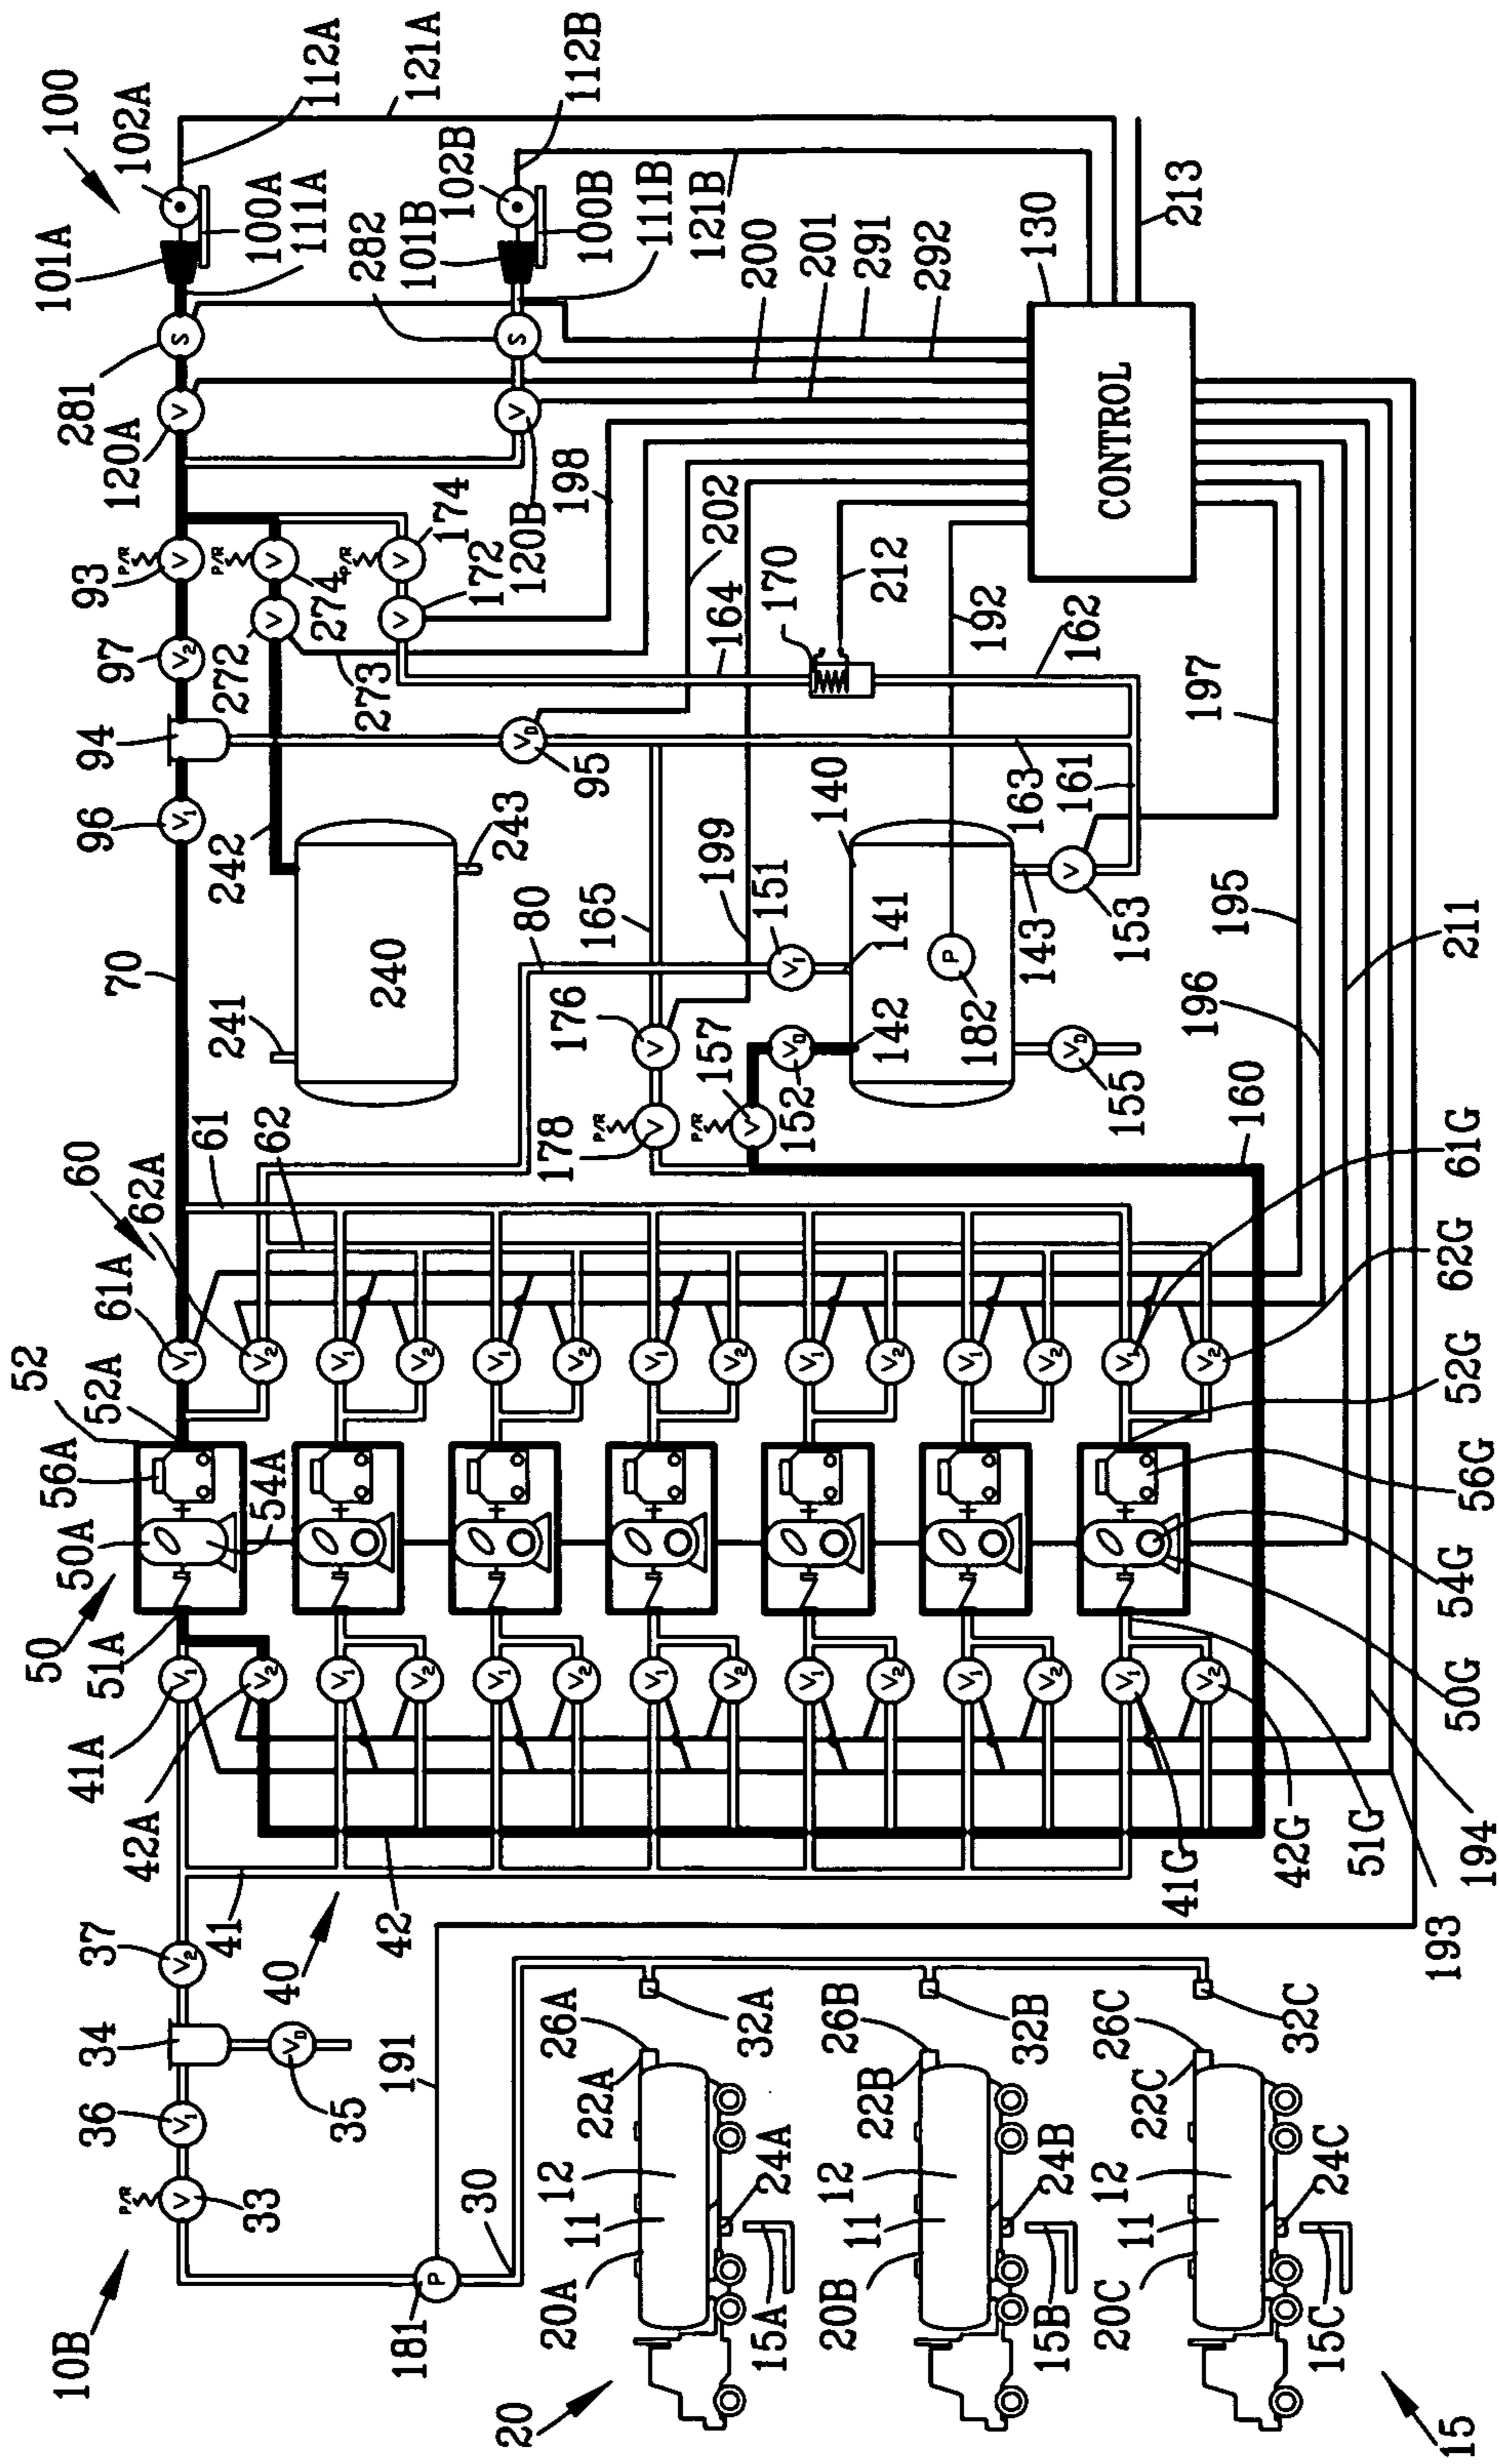 10B
36
34
37
41A
50
50A
56A
52
61A
60
70
96
94
97
93
120A
281
101A
100
P/R
33
V
V₁
V₂
42A
51A
52A
62A
102A
V₁
V₁
V₁
V₂
V₂
P/R
V
V
S
35
V_D
41
V₂
54A
V₂
61
241
242
272
P/R
V
V
100A
40
62
274
111A
112A
191
181
P
42
V₁
V₁
240
273
P/R
V
V
174
172
282
101B
121A
V₂
V₂
30
20
20A
11
12
22A
26A
V₁
V₁
243
V_D
95
80
120B
V
S
102B
15A
24A
32A
V₂
V₂
178
176
165
198
112B
100B
P/R
V
V
V₁
V₁
157
P/R
V
199
164
202
111B
121B
V₂
V₂
152
V_D
151
V₁
170
200
20B
11
12
22B
26B
V₁
V₁
142
141
140
212
201
V₂
V₂
182
P
192
291
15B
24B
32B
V₁
V₁
143
163
292
V₂
V₂
155
V_D
153
V
161
162
130
CONTROL
20C
11
12
22C
26C
41G
V₁
V₁
160
196
195
197
213
V₂
V₂
42G
61G
15C
24C
32C
51G
211
193
194
50G
54G
56G
52G
62G
15